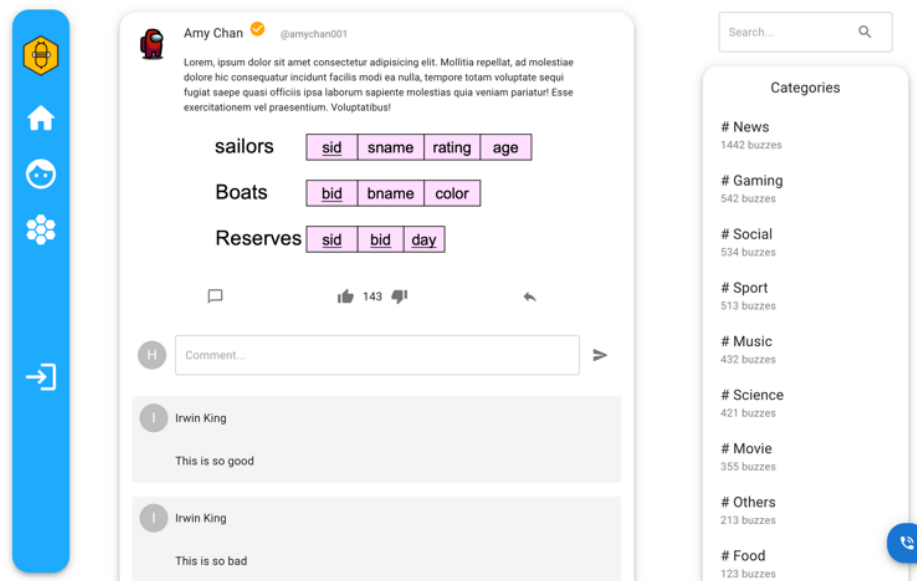 Amy Chan @amychan001
Lorem, ipsum dolor sit amet consectetur adipisicing elit. Mollitia repellat, ad molestiae
dolore hic consequatur incidunt facilis modi ea nulla, tempore totam voluptate sequi
fugiat saepe quasi officiis ipsa laborum sapiente molestias quia veniam pariatur! Esse
exercitationem vel praesentium. Voluptatibus!
sailors sid sname rating age
Boats bid bname color
Reserves sid bid day
143
H Comment...
I Irwin King
This is so good
I Irwin King
This is so bad
Search...
Categories
# News
1442 buzzes
# Gaming
542 buzzes
# Social
534 buzzes
# Sport
513 buzzes
# Music
432 buzzes
# Science
421 buzzes
# Movie
355 buzzes
# Others
213 buzzes
# Food
123 buzzes